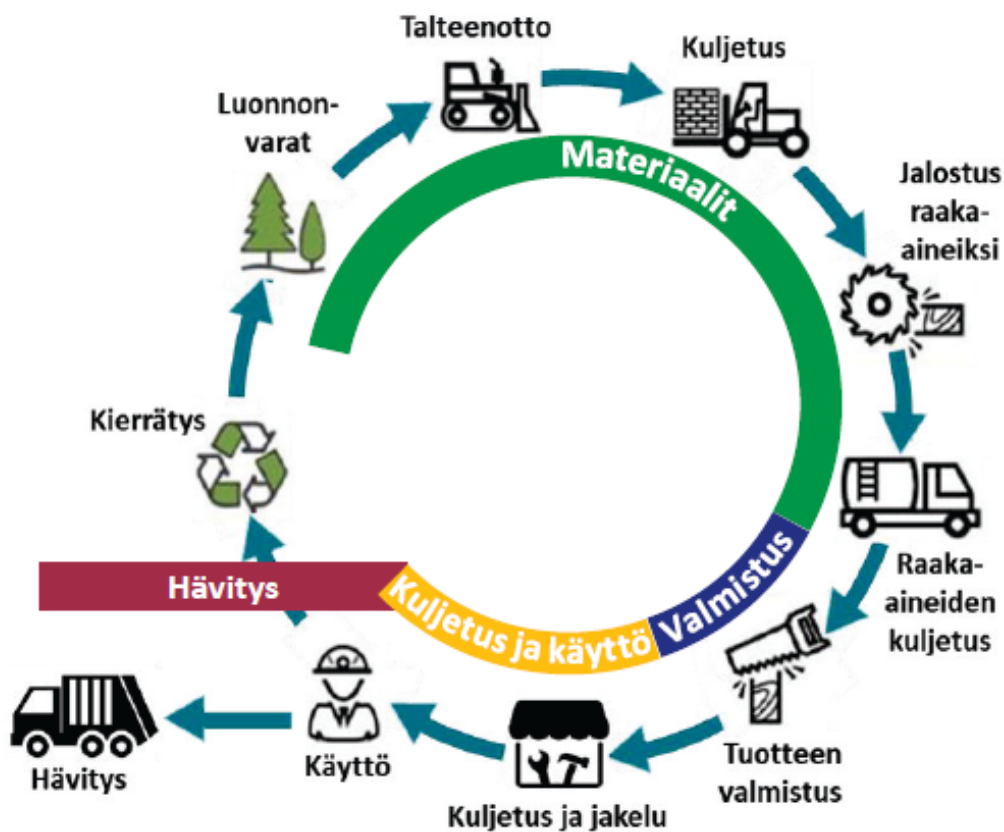 Talteenotto
Kuljetus
Luonnon-
varat
Materiaalit
Jalostus
raaka-
aineiksi
Kierrätys
Raaka-
aineiden
kuljetus
Valmistus
Kuljetus ja käyttö
Hävitys
Tuotteen
valmistus
Kuljetus ja jakelu
Käyttö
Hävitys